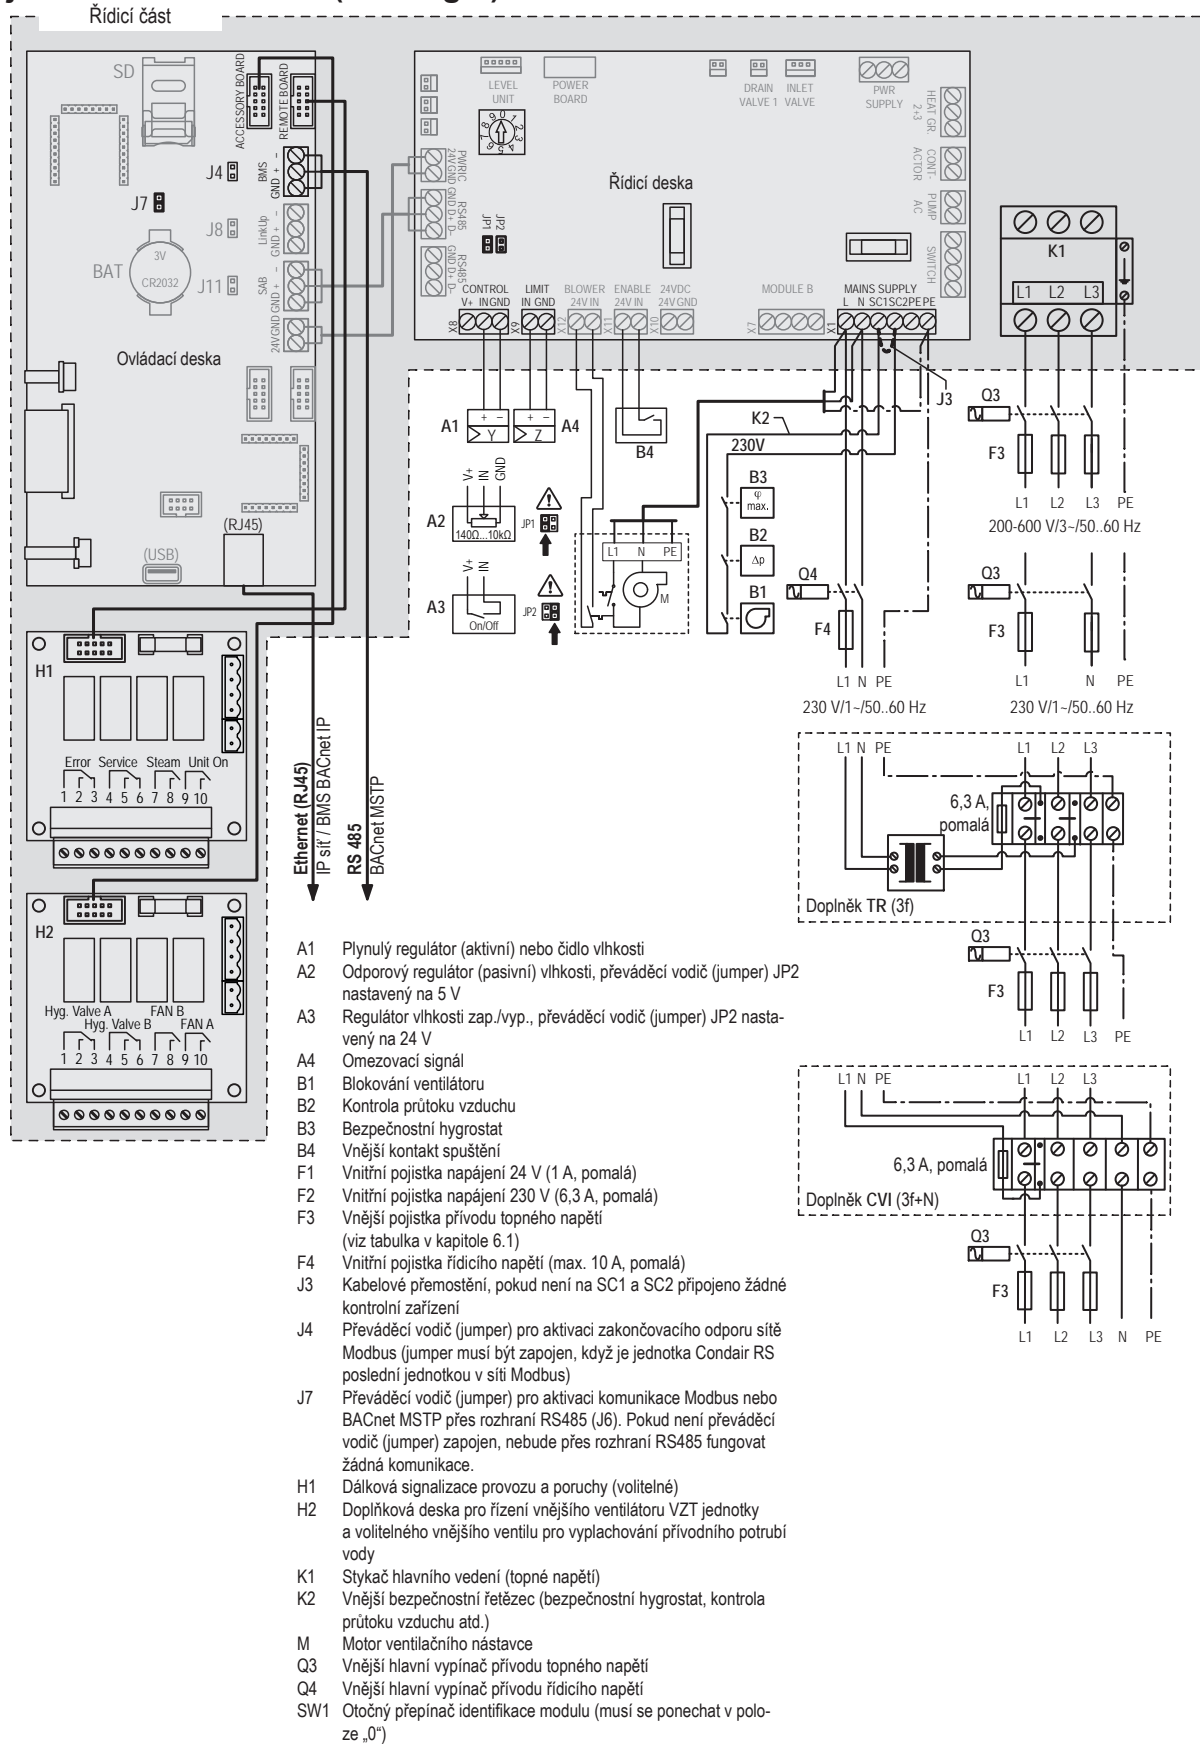 Řídicí část
SD
ACCESSORY BOARD
REMOTE BOARD
J4
BMS
GND + −
J7
J8
LinkUp
GND + −
BAT
3V
CR2032
J11
SAB
GND + −
24V GND
Ovládací deska
(RJ45)
(USB)
LEVEL
UNIT
POWER
BOARD
DRAIN
VALVE 1
INLET
VALVE
PWR
SUPPLY
HEAT GR.
2+3
CONT-
ACTOR
PUMP
AC
SWITCH
0 1 2 3 4 5 6 7 8 9
Řídicí deska
PWRIC
24V GND
RS485
GND D+ D-
JP1
JP2
RS485
GND D+ D-
CONTROL
V+ IN GND
X8
LIMIT
IN GND
X9
BLOWER
24V IN
X12
ENABLE
24V IN
X11
24VDC
24V GND
X10
MODULE B
X7
MAINS SUPPLY
L N SC1 SC2 PE PE
X1
K1
L1 L2 L3
J3
Q3
F3
L1 L2 L3 PE
200-600 V/3~/50..60 Hz
Q3
F3
L1 N PE
230 V/1~/50..60 Hz
A1
+ −
Y
+ −
Z
A4
B4
K2
230V
B3
φ
max.
B2
Δp
B1
A2
V+
IN
GND
140Ω...10kΩ
JP1
A3
V+
IN
On/Off
JP2
L1 N PE
M
Q4
F4
L1 N PE
230 V/1~/50..60 Hz
H1
Error Service Steam Unit On
1 2 3 4 5 6 7 8 9 10
H2
Hyg. Valve A FAN B
Hyg. Valve B FAN A
1 2 3 4 5 6 7 8 9 10
Ethernet (RJ45)
IP síť / BMS BACnet IP
RS 485
BACnet MSTP
L1 N PE
L1 L2 L3
6,3 A,
pomalá
Doplněk TR (3f)
Q3
F3
L1 L2 L3 PE
L1 N PE
L1 L2 L3
6,3 A, pomalá
Doplněk CVI (3f+N)
Q3
F3
L1 L2 L3 N PE
A1 Plynulý regulátor (aktivní) nebo čidlo vlhkosti
A2 Odporový regulátor (pasivní) vlhkosti, převáděcí vodič (jumper) JP2
nastavený na 5 V
A3 Regulátor vlhkosti zap./vyp., převáděcí vodič (jumper) JP2 nasta-
vený na 24 V
A4 Omezovací signál
B1 Blokování ventilátoru
B2 Kontrola průtoku vzduchu
B3 Bezpečnostní hygrostat
B4 Vnější kontakt spuštění
F1 Vnitřní pojistka napájení 24 V (1 A, pomalá)
F2 Vnitřní pojistka napájení 230 V (6,3 A, pomalá)
F3 Vnější pojistka přívodu topného napětí
(viz tabulka v kapitole 6.1)
F4 Vnitřní pojistka řídicího napětí (max. 10 A, pomalá)
J3 Kabelové přemostění, pokud není na SC1 a SC2 připojeno žádné
kontrolní zařízení
J4 Převáděcí vodič (jumper) pro aktivaci zakončovacího odporu sítě
Modbus (jumper musí být zapojen, když je jednotka Condair RS
poslední jednotkou v síti Modbus)
J7 Převáděcí vodič (jumper) pro aktivaci komunikace Modbus nebo
BACnet MSTP přes rozhraní RS485 (J6). Pokud není převáděcí
vodič (jumper) zapojen, nebude přes rozhraní RS485 fungovat
žádná komunikace.
H1 Dálková signalizace provozu a poruchy (volitelné)
H2 Doplňková deska pro řízení vnějšího ventilátoru VZT jednotky
a volitelného vnějšího ventilu pro vyplachování přívodního potrubí
vody
K1 Stykač hlavního vedení (topné napětí)
K2 Vnější bezpečnostní řetězec (bezpečnostní hygrostat, kontrola
průtoku vzduchu atd.)
M Motor ventilačního nástavce
Q3 Vnější hlavní vypínač přívodu topného napětí
Q4 Vnější hlavní vypínač přívodu řídicího napětí
SW1 Otočný přepínač identifikace modulu (musí se ponechat v polo-
ze „0“)